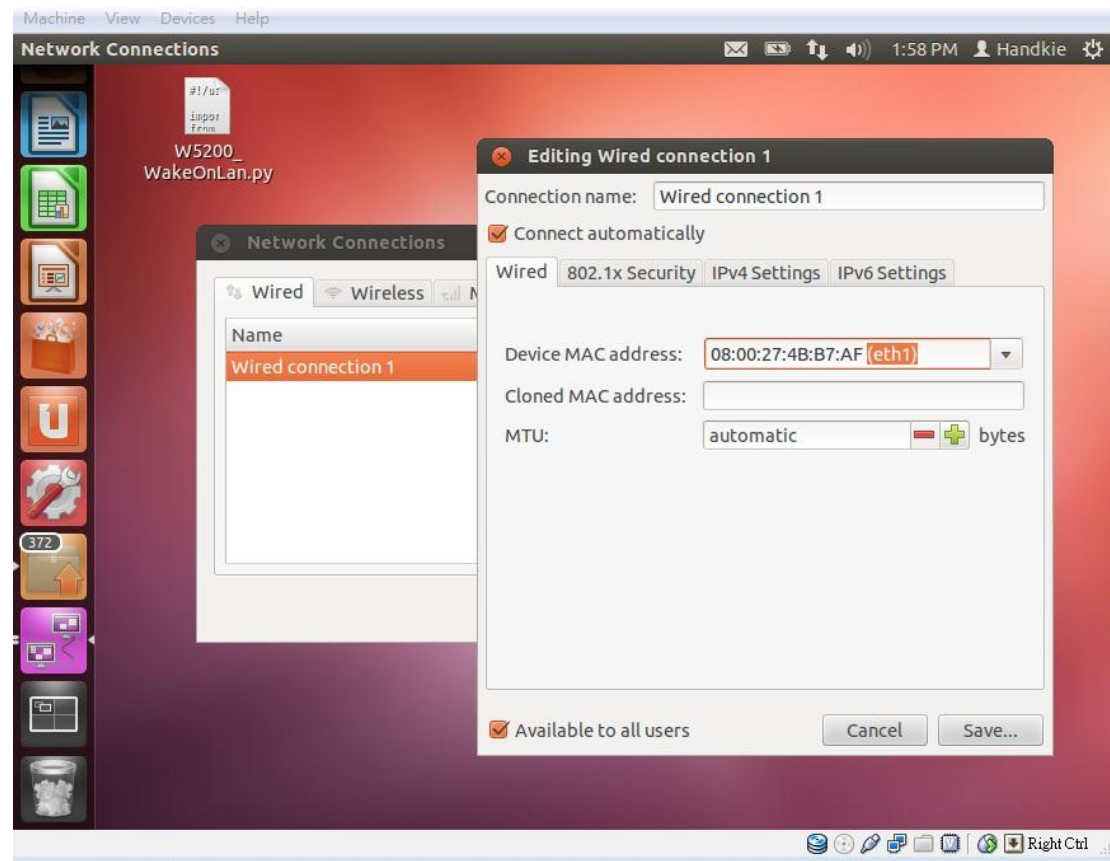 Machine View Devices Help
Network Connections 1:58 PM Handkie
#!/us
impor
from
W5200_
WakeOnLan.py
Network Connections
Wired Wireless M
Name
Wired connection 1
372
Editing Wired connection 1
Connection name: Wired connection 1
Connect automatically
Wired 802.1x Security IPv4 Settings IPv6 Settings
Device MAC address: 08:00:27:4B:B7:AF (eth1)
Cloned MAC address:
MTU: automatic bytes
Available to all users Cancel Save...
Right Ctrl